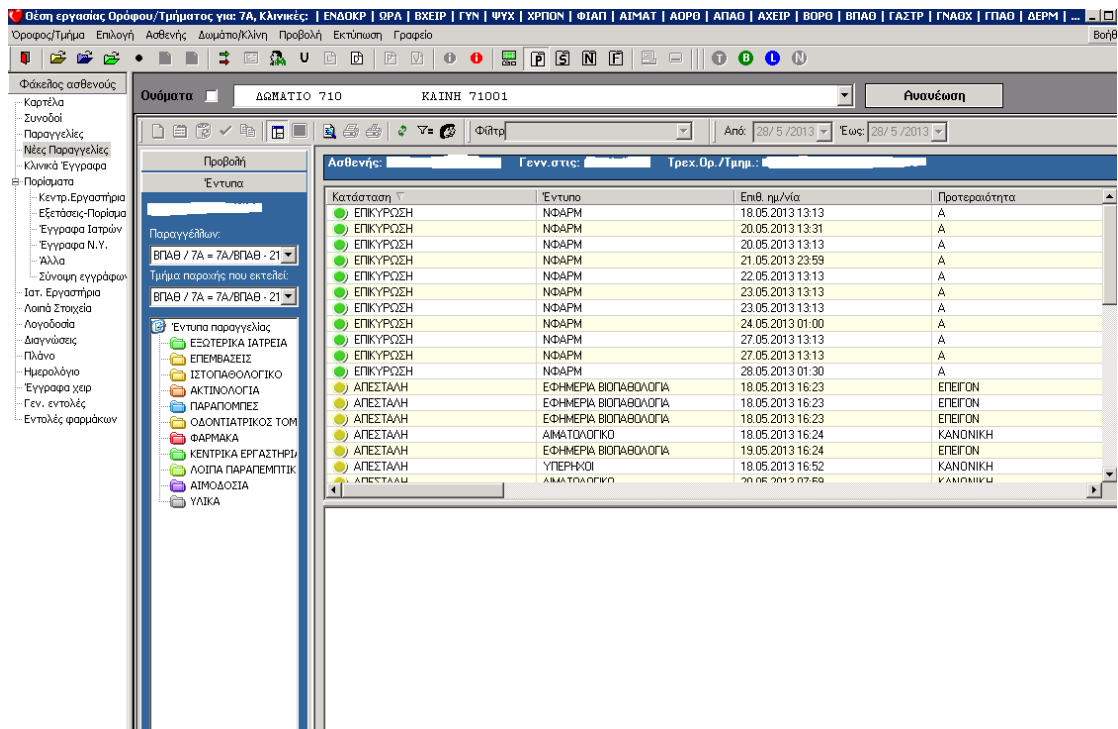 Θέση εργασίας Ορόφου/Τμήματος για: 7Α, Κλινικές: | ΕΝΔΟΚΡ | ΩΡΛ | ΒΧΕΙΡ | ΓΥΝ | ΨΥΧ | ΧΡΠΟΝ | ΦΙΑΠ | ΑΙΜΑΤ | ΑΟΡΘ | ΑΠΑΘ | ΑΧΕΙΡ | ΒΟΡΘ | ΒΠΑΘ | ΓΑΣΤΡ | ΓΝΑΘΧ | ΓΠΑΘ | ΔΕΡΜ | ...
Όροφος/Τμήμα Επιλογή Ασθενής Δωμάτιο/Κλίνη Προβολή Εκτύπωση Γραφείο Βοήθ
U P S N F T B L N
Φάκελος ασθενούς
Καρτέλα
Συνοδοί
Παραγγελίες
Νέες Παραγγελίες
Κλινικά Έγγραφα
Πορίσματα
Κεντρ.Εργαστήρια
Εξετάσεις-Πορίσμα
Έγγραφα Ιατρών
Έγγραφα Ν.Υ.
Άλλα
Σύνοψη εγγράφων
Ιατ. Εργαστήρια
Λοιπά Στοιχεία
Λογοδοσία
Διαγνώσεις
Πλάνο
Ημερολόγιο
Έγγραφα χειρ
Γεν. εντολές
Εντολές φαρμάκων
Ονόματα ΔΩΜΑΤΙΟ 710 ΚΛΙΝΗ 71001 Ανανέωση
Φίλτρ Από: 28/ 5 /2013 Έως: 28/ 5 /2013
Προβολή
Έντυπα
Παραγγέλλων:
ΒΠΑΘ / 7Α = 7Α/ΒΠΑΘ - 21
Τμήμα παροχής που εκτελεί:
ΒΠΑΘ / 7Α = 7Α/ΒΠΑΘ - 21
Έντυπα παραγγελίας
ΕΞΩΤΕΡΙΚΑ ΙΑΤΡΕΙΑ
ΕΠΕΜΒΑΣΕΙΣ
ΙΣΤΟΠΑΘΟΛΟΓΙΚΟ
ΑΚΤΙΝΟΛΟΓΙΑ
ΠΑΡΑΠΟΜΠΕΣ
ΟΔΟΝΤΙΑΤΡΙΚΟΣ ΤΟΜ
ΦΑΡΜΑΚΑ
ΚΕΝΤΡΙΚΑ ΕΡΓΑΣΤΗΡΙΑ
ΛΟΙΠΑ ΠΑΡΑΠΕΜΠΤΙΚ
ΑΙΜΟΔΟΣΙΑ
ΥΛΙΚΑ
Ασθενής: Γενν.στις: Τρεχ.Ορ./Τμημ.:
Κατάσταση Έντυπο Επιθ. ημ/νία Προτεραιότητα
ΕΠΙΚΥΡΩΣΗ ΝΦΑΡΜ 18.05.2013 13:13 Α
ΕΠΙΚΥΡΩΣΗ ΝΦΑΡΜ 20.05.2013 13:31 Α
ΕΠΙΚΥΡΩΣΗ ΝΦΑΡΜ 20.05.2013 13:13 Α
ΕΠΙΚΥΡΩΣΗ ΝΦΑΡΜ 21.05.2013 23:59 Α
ΕΠΙΚΥΡΩΣΗ ΝΦΑΡΜ 22.05.2013 13:13 Α
ΕΠΙΚΥΡΩΣΗ ΝΦΑΡΜ 23.05.2013 13:13 Α
ΕΠΙΚΥΡΩΣΗ ΝΦΑΡΜ 23.05.2013 13:13 Α
ΕΠΙΚΥΡΩΣΗ ΝΦΑΡΜ 24.05.2013 01:00 Α
ΕΠΙΚΥΡΩΣΗ ΝΦΑΡΜ 27.05.2013 13:13 Α
ΕΠΙΚΥΡΩΣΗ ΝΦΑΡΜ 27.05.2013 13:13 Α
ΕΠΙΚΥΡΩΣΗ ΝΦΑΡΜ 28.05.2013 01:30 Α
ΑΠΕΣΤΑΛΗ ΕΦΗΜΕΡΙΑ ΒΙΟΠΑΘΟΛΟΓΙΑ 18.05.2013 16:23 ΕΠΕΙΓΟΝ
ΑΠΕΣΤΑΛΗ ΕΦΗΜΕΡΙΑ ΒΙΟΠΑΘΟΛΟΓΙΑ 18.05.2013 16:23 ΕΠΕΙΓΟΝ
ΑΠΕΣΤΑΛΗ ΕΦΗΜΕΡΙΑ ΒΙΟΠΑΘΟΛΟΓΙΑ 18.05.2013 16:23 ΕΠΕΙΓΟΝ
ΑΠΕΣΤΑΛΗ ΑΙΜΑΤΟΛΟΓΙΚΟ 18.05.2013 16:24 ΚΑΝΟΝΙΚΗ
ΑΠΕΣΤΑΛΗ ΕΦΗΜΕΡΙΑ ΒΙΟΠΑΘΟΛΟΓΙΑ 19.05.2013 16:24 ΕΠΕΙΓΟΝ
ΑΠΕΣΤΑΛΗ ΥΠΕΡΗΧΟΙ 18.05.2013 16:52 ΚΑΝΟΝΙΚΗ
ΑΠΕΣΤΑΛΗ ΑΙΜΑΤΟΛΟΓΙΚΟ 20.05.2013 07:59 ΚΑΝΟΝΙΚΗ